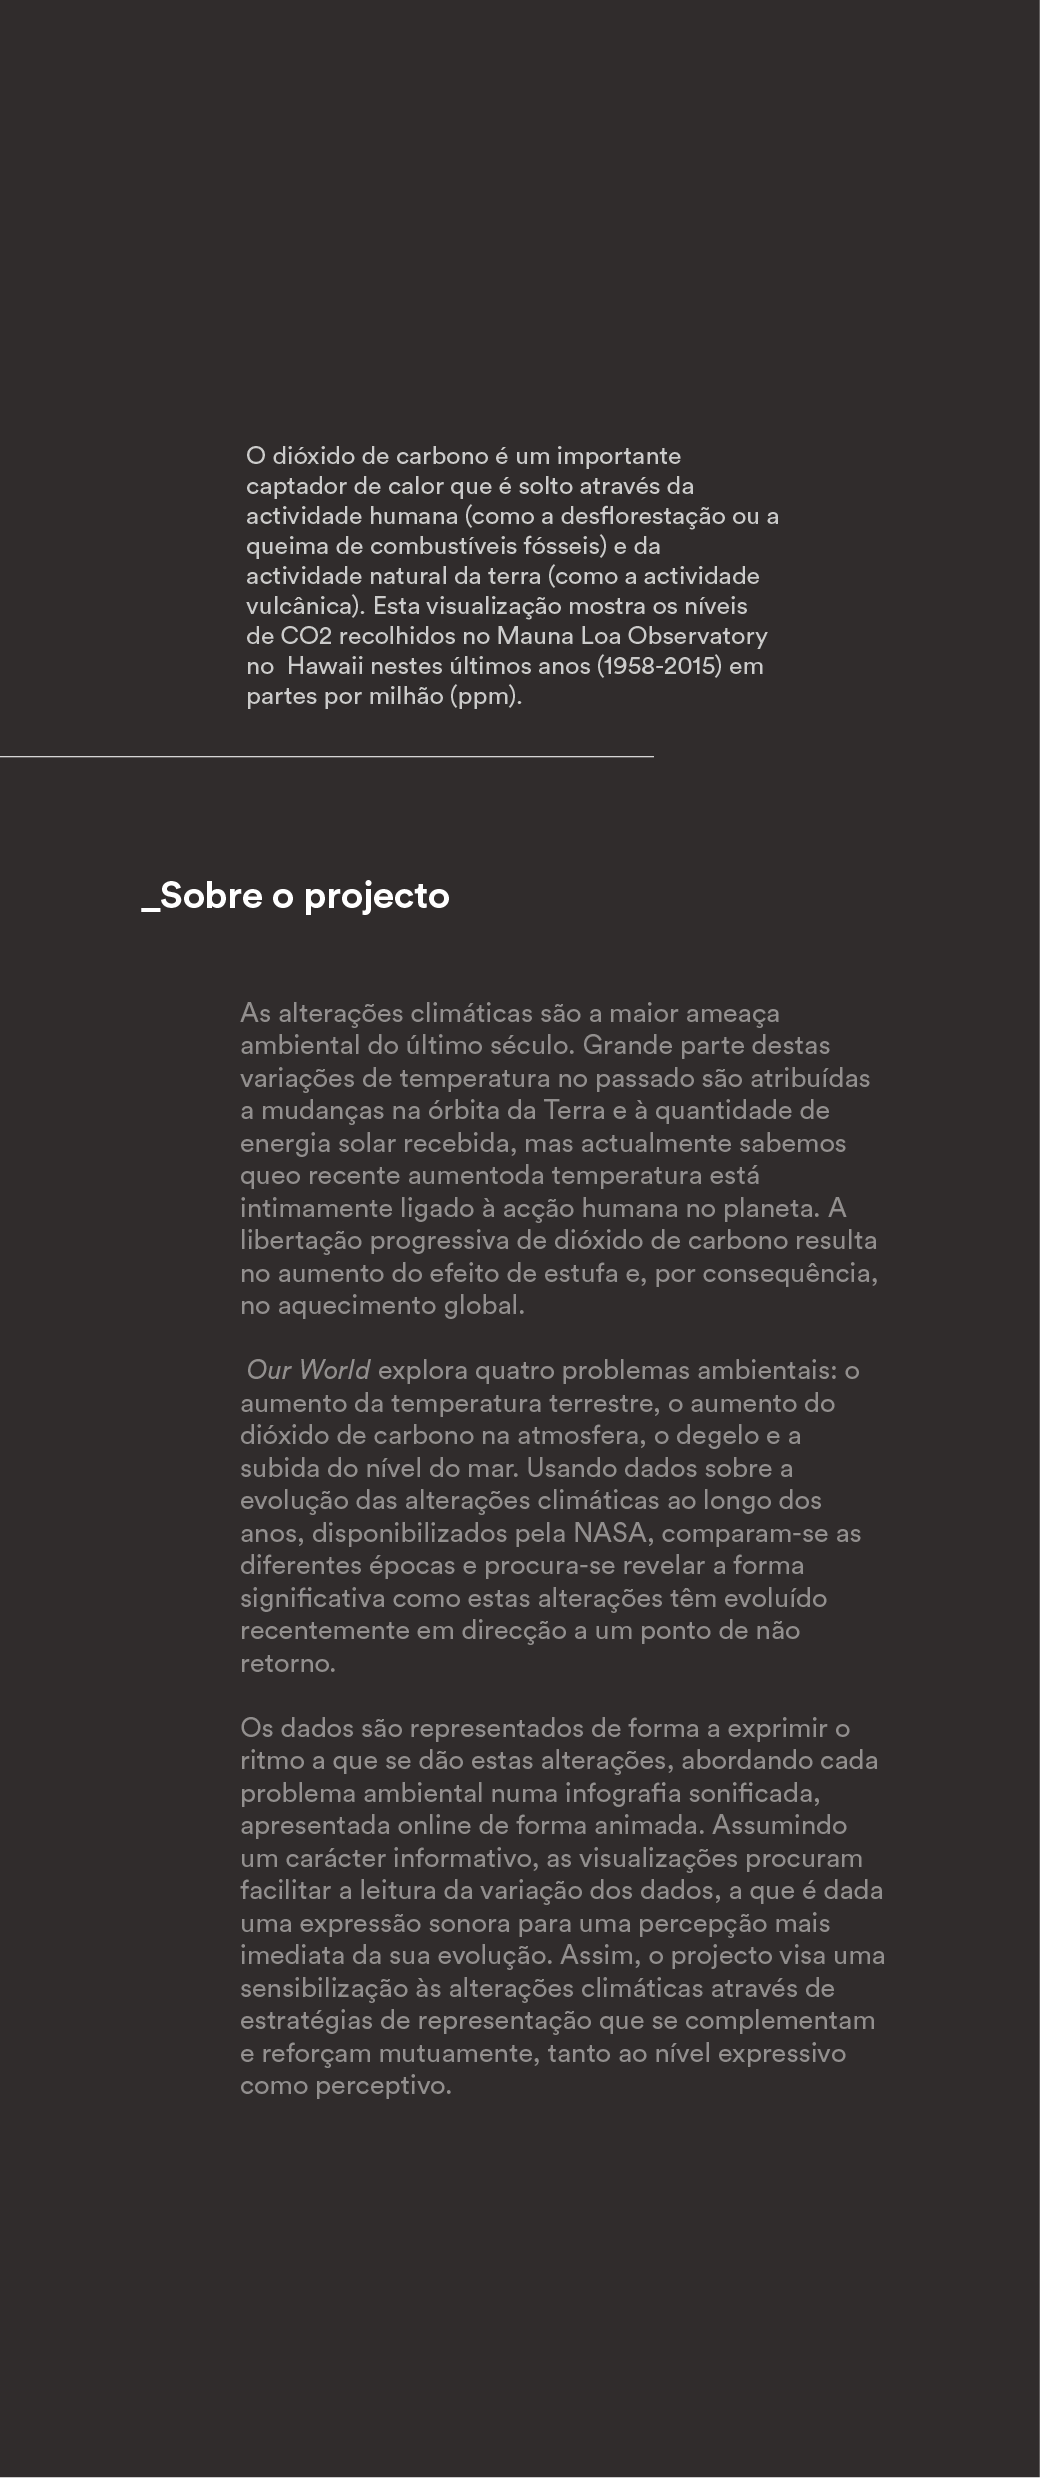 O dióxido de carbono é um importante
captador de calor que é solto através da
actividade humana (como a desflorestação ou a
queima de combustíveis fósseis) e da
actividade natural da terra (como a actividade
vulcânica). Esta visualização mostra os níveis
de CO2 recolhidos no Mauna Loa Observatory
no  Hawaii nestes últimos anos (1958-2015) em
partes por milhão (ppm).
_Sobre o projecto
As alterações climáticas são a maior ameaça
ambiental do último século. Grande parte destas
variações de temperatura no passado são atribuídas
a mudanças na órbita da Terra e à quantidade de
energia solar recebida, mas actualmente sabemos
queo recente aumentoda temperatura está
intimamente ligado à acção humana no planeta. A
libertação progressiva de dióxido de carbono resulta
no aumento do efeito de estufa e, por consequência,
no aquecimento global.
Our World explora quatro problemas ambientais: o
aumento da temperatura terrestre, o aumento do
dióxido de carbono na atmosfera, o degelo e a
subida do nível do mar. Usando dados sobre a
evolução das alterações climáticas ao longo dos
anos, disponibilizados pela NASA, comparam-se as
diferentes épocas e procura-se revelar a forma
significativa como estas alterações têm evoluído
recentemente em direcção a um ponto de não
retorno.
Os dados são representados de forma a exprimir o
ritmo a que se dão estas alterações, abordando cada
problema ambiental numa infografia sonificada,
apresentada online de forma animada. Assumindo
um carácter informativo, as visualizações procuram
facilitar a leitura da variação dos dados, a que é dada
uma expressão sonora para uma percepção mais
imediata da sua evolução. Assim, o projecto visa uma
sensibilização às alterações climáticas através de
estratégias de representação que se complementam
e reforçam mutuamente, tanto ao nível expressivo
como perceptivo.